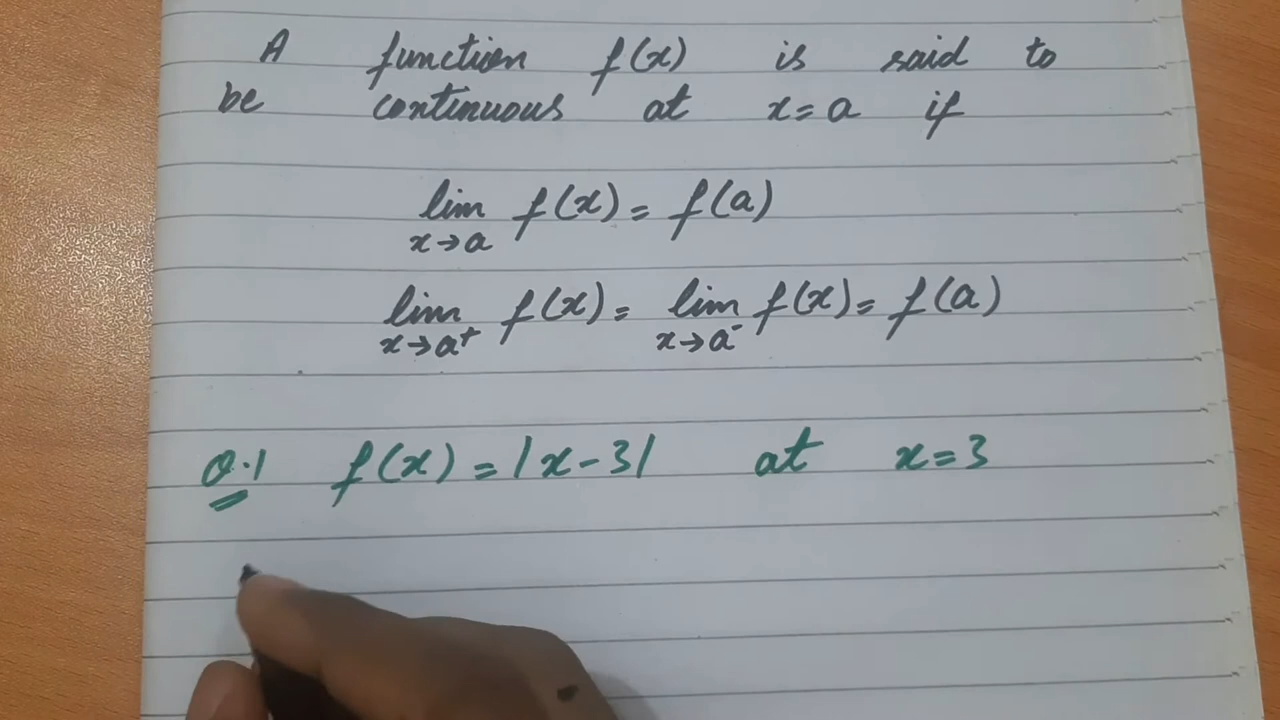 A function f(x) is said to
be continuous at x=a if
lim f(x) = f(a)
x→a
lim f(x) = lim f(x) = f(a)
x→a⁺ x→a⁻
Q.1 f(x) = |x-3| at x=3